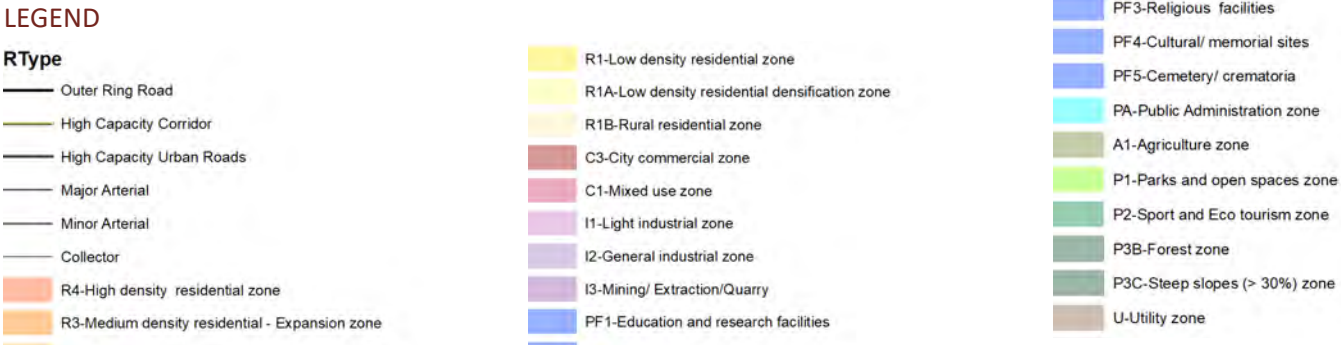 LEGEND
RType
Outer Ring Road
High Capacity Corridor
High Capacity Urban Roads
Major Arterial
Minor Arterial
Collector
R4-High density residential zone
R3-Medium density residential - Expansion zone
R1-Low density residential zone
R1A-Low density residential densification zone
R1B-Rural residential zone
C3-City commercial zone
C1-Mixed use zone
I1-Light industrial zone
I2-General industrial zone
I3-Mining/ Extraction/Quarry
PF1-Education and research facilities
PF3-Religious facilities
PF4-Cultural/ memorial sites
PF5-Cemetery/ crematoria
PA-Public Administration zone
A1-Agriculture zone
P1-Parks and open spaces zone
P2-Sport and Eco tourism zone
P3B-Forest zone
P3C-Steep slopes (> 30%) zone
U-Utility zone